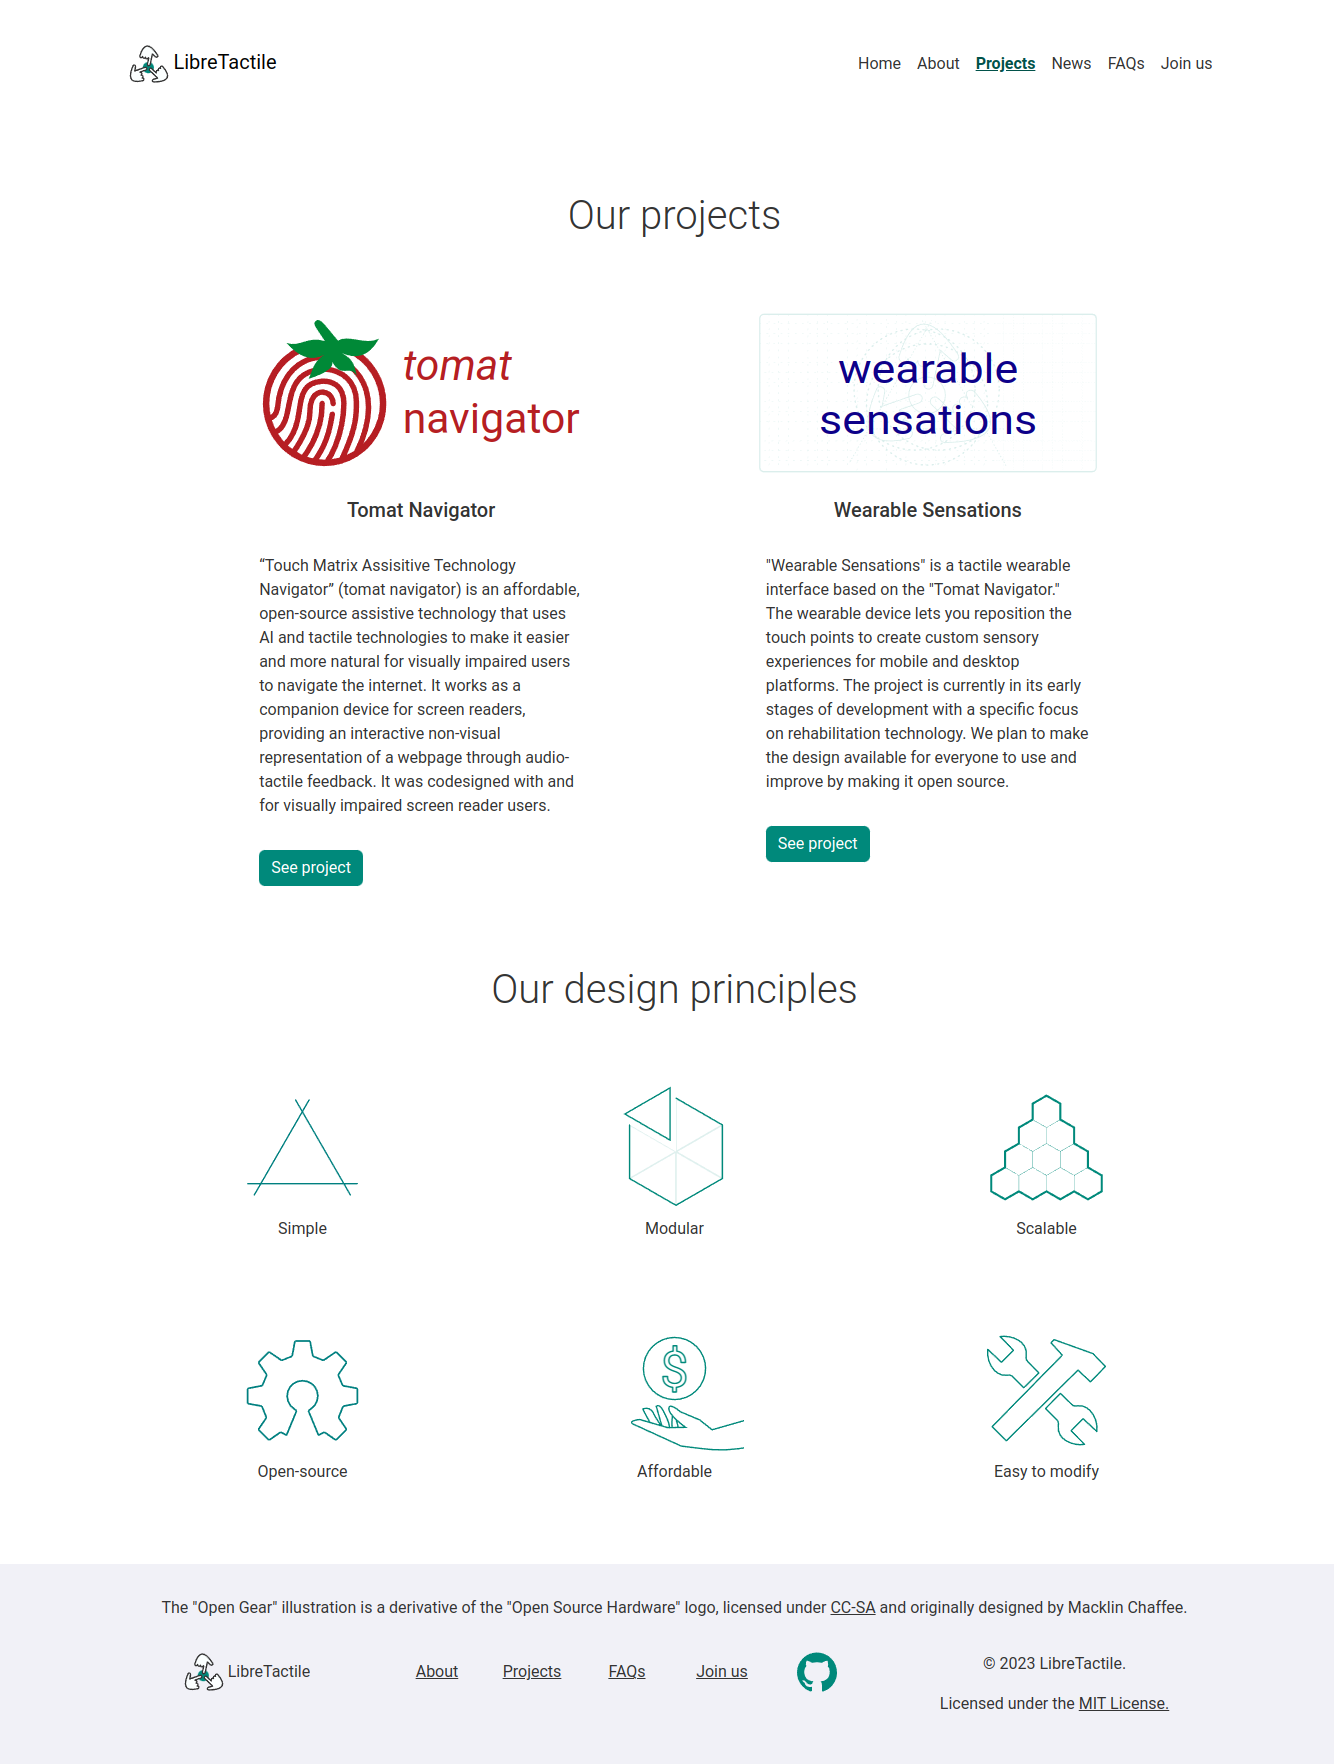 LibreTactile
Home About Projects News FAQs Join us
Our projects
tomat
navigator
wearable
sensations
Tomat Navigator
“Touch Matrix Assisitive Technology
Navigator” (tomat navigator) is an affordable,
open-source assistive technology that uses
AI and tactile technologies to make it easier
and more natural for visually impaired users
to navigate the internet. It works as a
companion device for screen readers,
providing an interactive non-visual
representation of a webpage through audio-
tactile feedback. It was codesigned with and
for visually impaired screen reader users.
See project
Wearable Sensations
"Wearable Sensations" is a tactile wearable
interface based on the "Tomat Navigator."
The wearable device lets you reposition the
touch points to create custom sensory
experiences for mobile and desktop
platforms. The project is currently in its early
stages of development with a specific focus
on rehabilitation technology. We plan to make
the design available for everyone to use and
improve by making it open source.
See project
Our design principles
Simple
Modular
Scalable
$
Open-source
Affordable
Easy to modify
The "Open Gear" illustration is a derivative of the "Open Source Hardware" logo, licensed under CC-SA and originally designed by Macklin Chaffee.
LibreTactile
About Projects FAQs Join us
© 2023 LibreTactile.
Licensed under the MIT License.